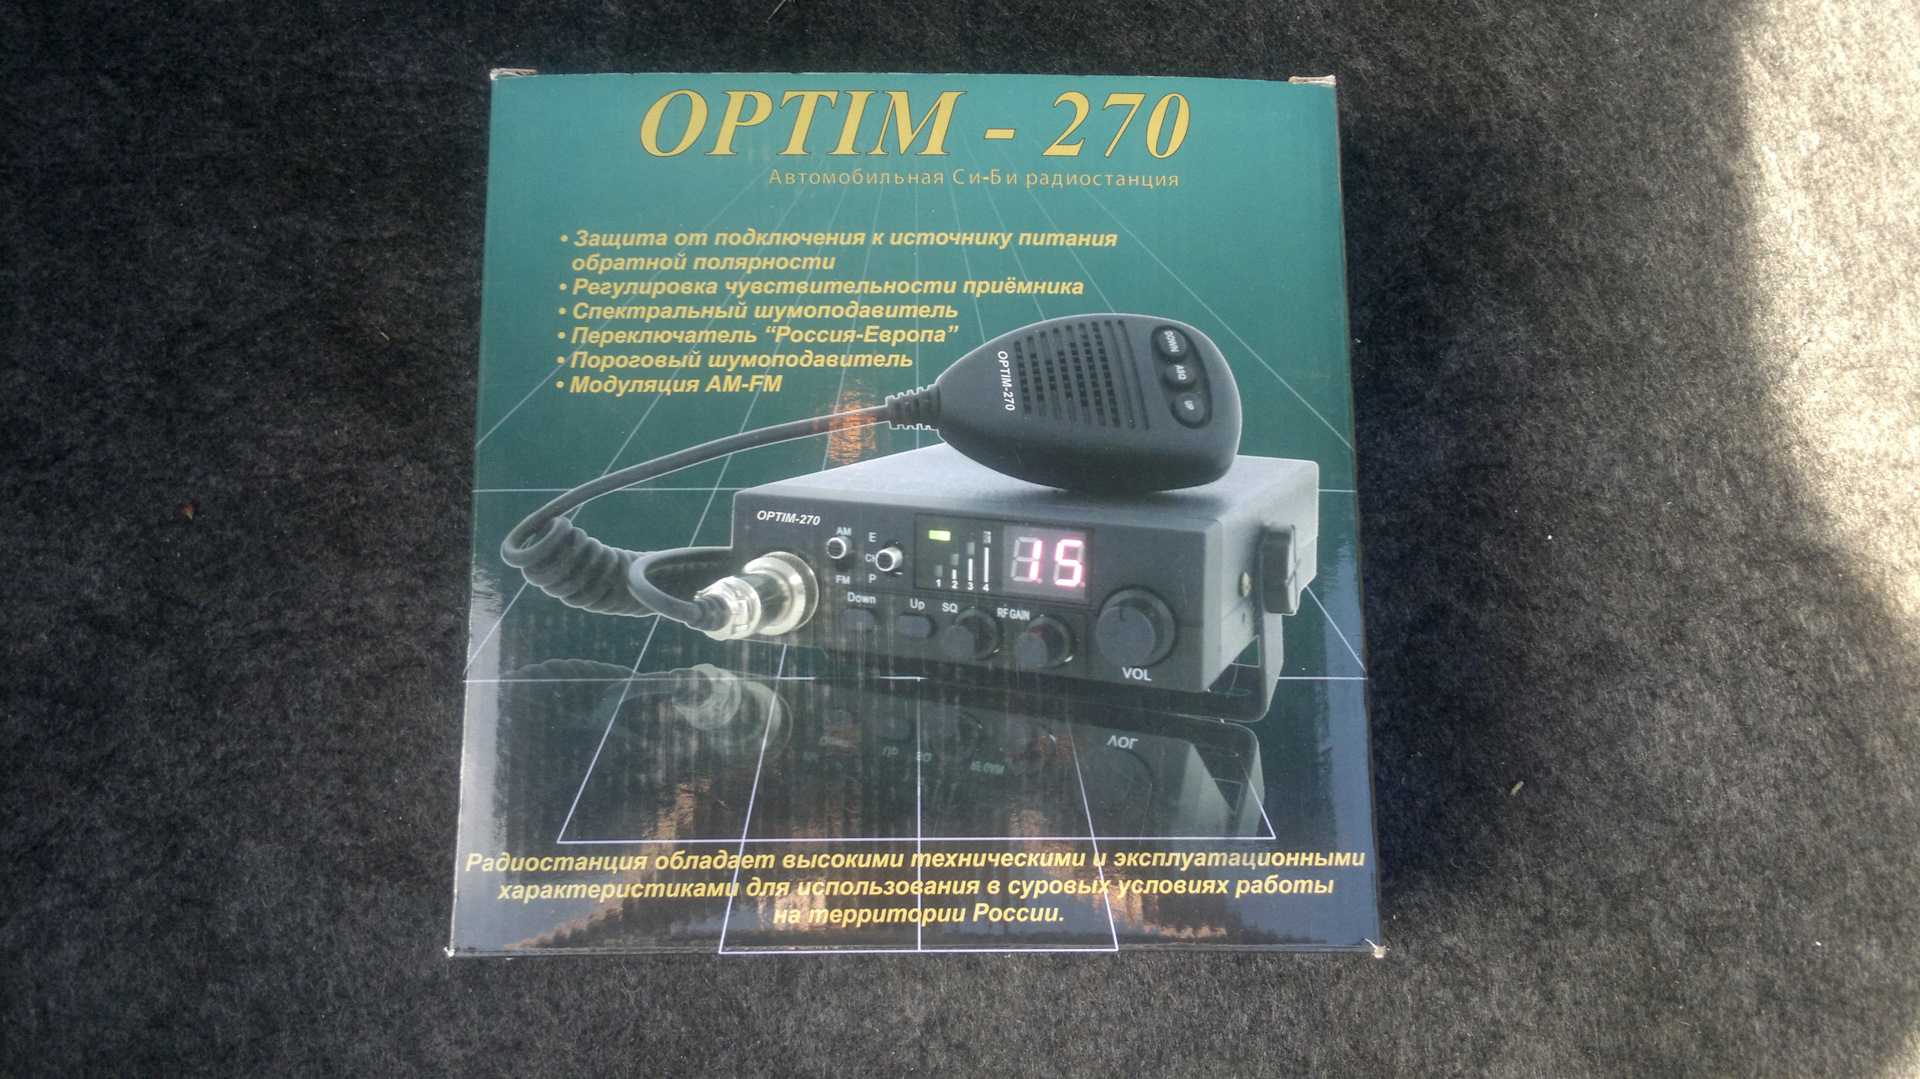 OPTIM - 270
Автомобильная Си-Би радиостанция
• Защита от подключения к источнику питания
обратной полярности
• Регулировка чувствительности приёмника
• Спектральный шумоподавитель
• Переключатель “Россия-Европа”
• Пороговый шумоподавитель
• Модуляция AM-FM
OPTIM-270
DOWN
ASQ
UP
OPTIM-270
AM
E
FM
P
15
1 2 3 4
Down
Up
SQ
RF GAIN
VOL
Радиостанция обладает высокими техническими и эксплуатационными
характеристиками для использования в суровых условиях работы
на территории России.